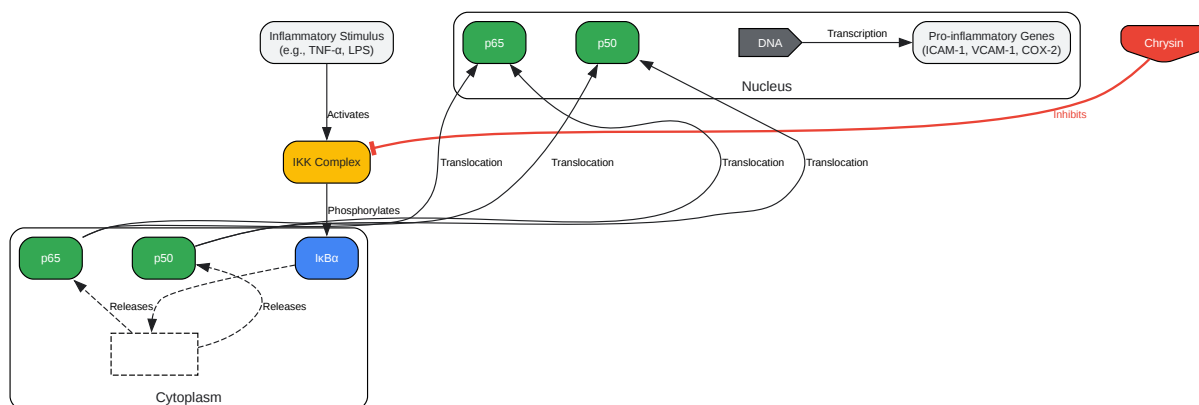 Inflammatory Stimulus
(e.g., TNF-α, LPS)
p65
p50
DNA
Transcription
Pro-inflammatory Genes
(ICAM-1, VCAM-1, COX-2)
Chrysin
Nucleus
Activates
Inhibits
IKK Complex
Translocation
Translocation
Translocation
Translocation
Phosphorylates
p65
p50
IκBα
Releases
Releases
Cytoplasm